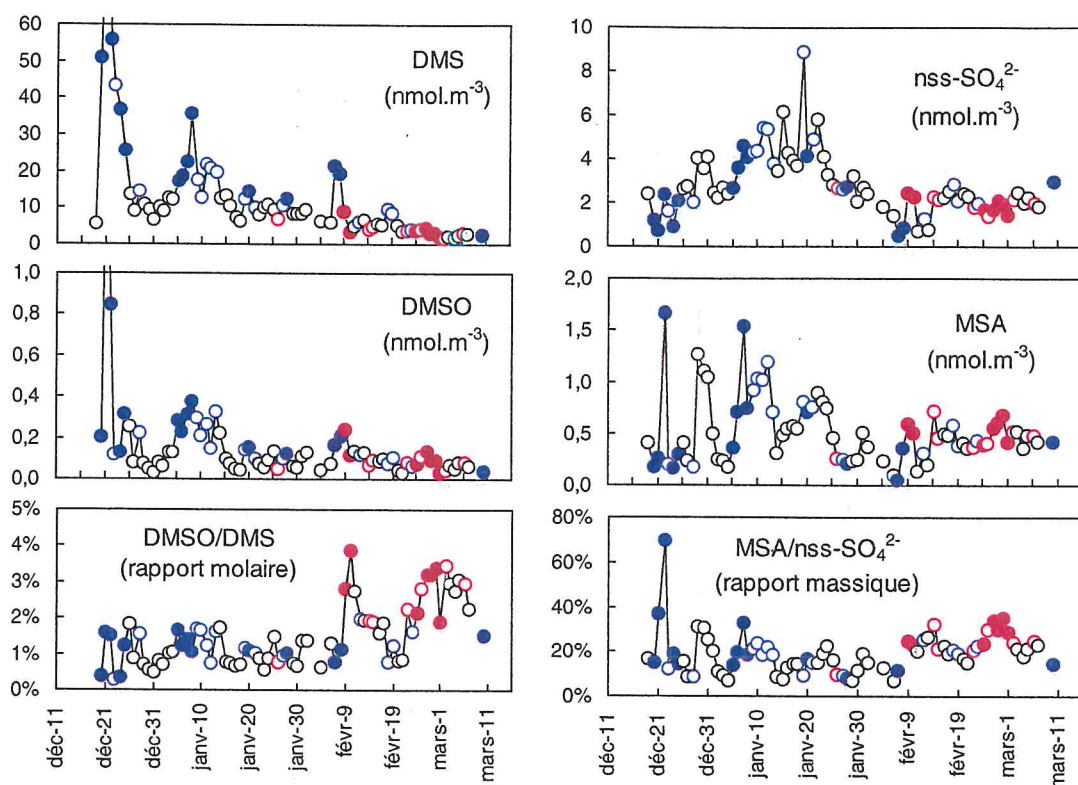 60
50
40
30
20
10
0
DMS
(nmol.m⁻³)
10
8
6
4
2
0
nss-SO₄²⁻
(nmol.m⁻³)
1,0
0,8
0,6
0,4
0,2
0,0
DMSO
(nmol.m⁻³)
2,0
1,5
1,0
0,5
0,0
MSA
(nmol.m⁻³)
5%
4%
3%
2%
1%
0%
DMSO/DMS
(rapport molaire)
80%
60%
40%
20%
0%
MSA/nss-SO₄²⁻
(rapport massique)
déc-11
déc-21
déc-31
janv-10
janv-20
janv-30
févr-9
févr-19
mars-1
mars-11
déc-11
déc-21
déc-31
janv-10
janv-20
janv-30
févr-9
févr-19
mars-1
mars-11